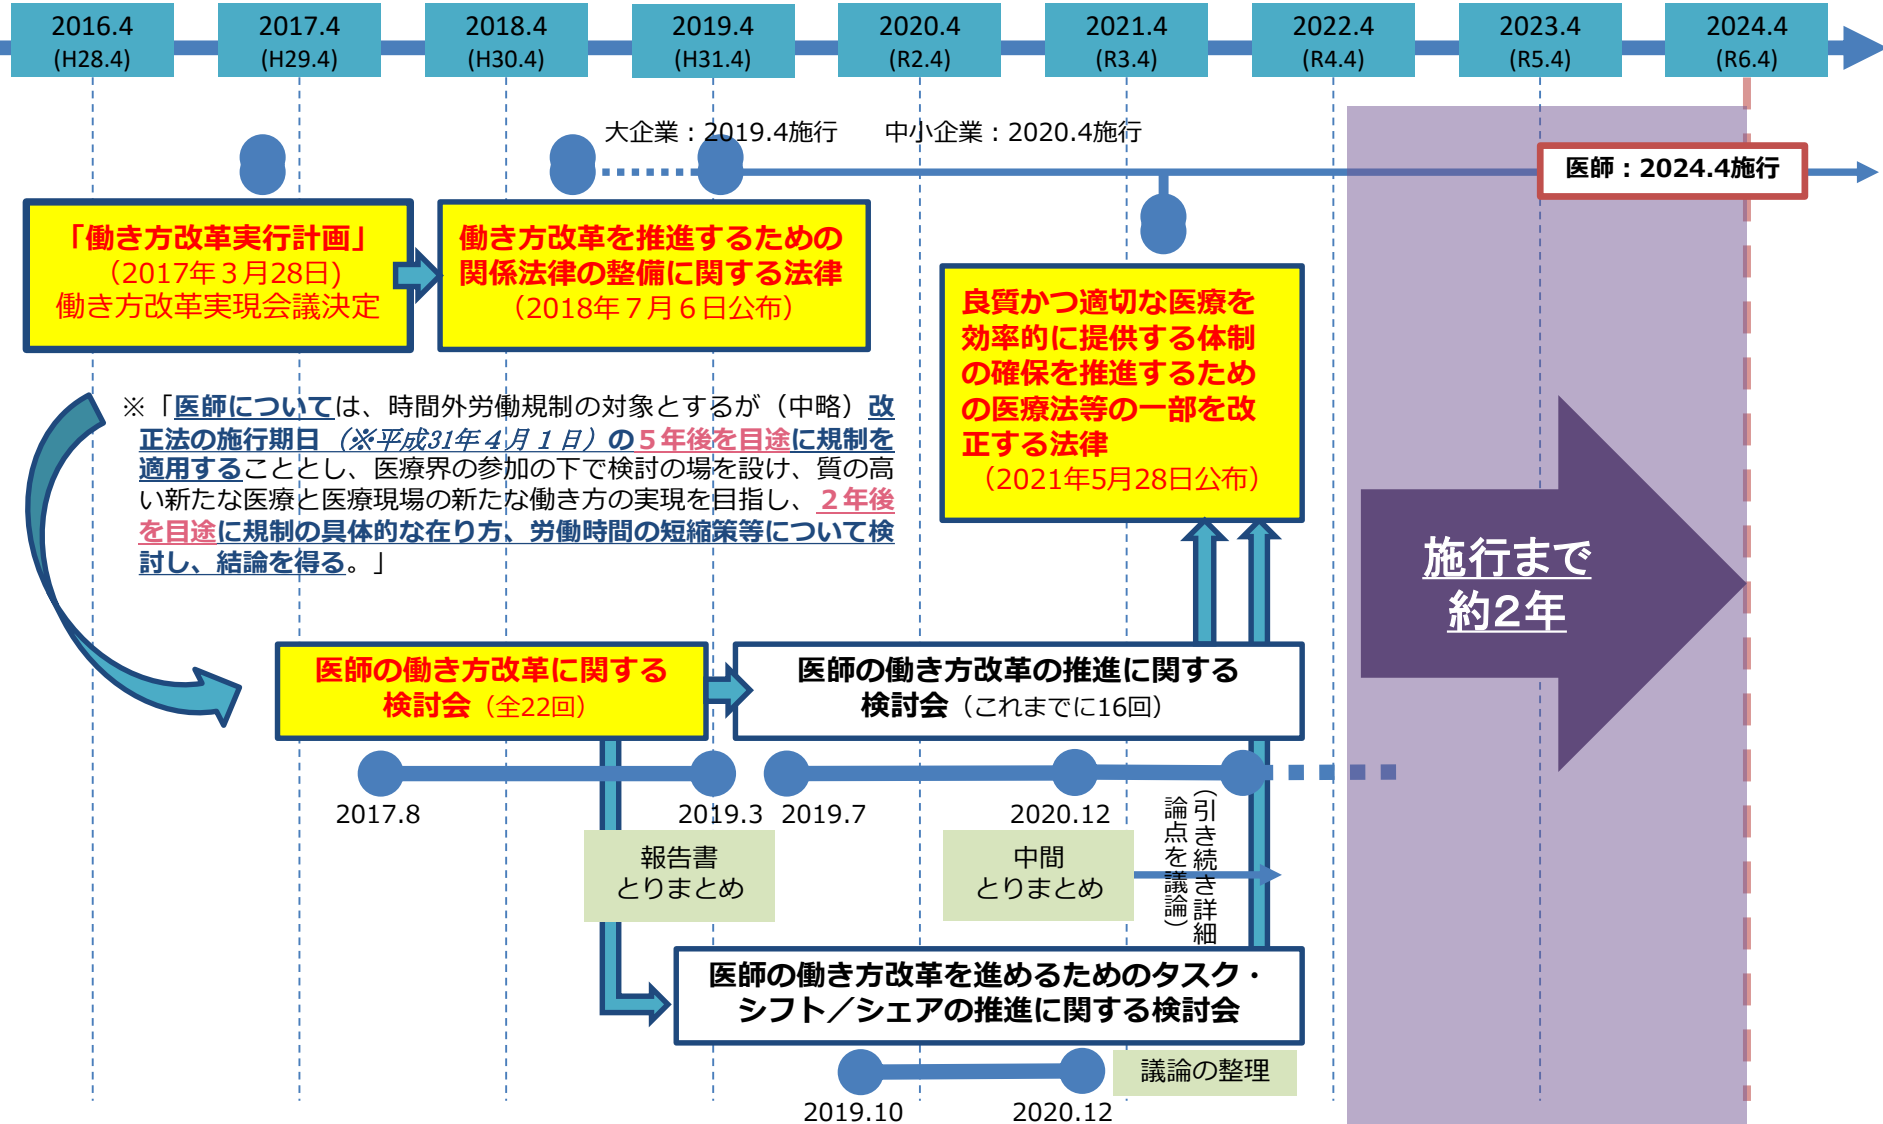 2016.4
(H28.4)
2017.4
(H29.4)
2018.4
(H30.4)
2019.4
(H31.4)
2020.4
(R2.4)
2021.4
(R3.4)
2022.4
(R4.4)
2023.4
(R5.4)
2024.4
(R6.4)
大企業：2019.4施行　中小企業：2020.4施行
医師：2024.4施行
「働き方改革実行計画」
（2017年３月28日)
働き方改革実現会議決定
働き方改革を推進するための
関係法律の整備に関する法律
（2018年７月６日公布）
良質かつ適切な医療を
効率的に提供する体制
の確保を推進するため
の医療法等の一部を改
正する法律
（2021年5月28日公布）
※「医師については、時間外労働規制の対象とするが（中略）改
正法の施行期日（※平成31年４月１日）の５年後を目途に規制を
適用することとし、医療界の参加の下で検討の場を設け、質の高
い新たな医療と医療現場の新たな働き方の実現を目指し、２年後
を目途に規制の具体的な在り方、労働時間の短縮策等について検
討し、結論を得る。」
施行まで
約２年
医師の働き方改革に関する
検討会（全22回）
医師の働き方改革の推進に関する
検討会（これまでに16回）
2017.8
2019.3
2019.7
2020.12
報告書
とりまとめ
中間
とりまとめ
（引き続き詳細
論点を議論）
医師の働き方改革を進めるためのタスク・
シフト／シェアの推進に関する検討会
議論の整理
2019.10
2020.12